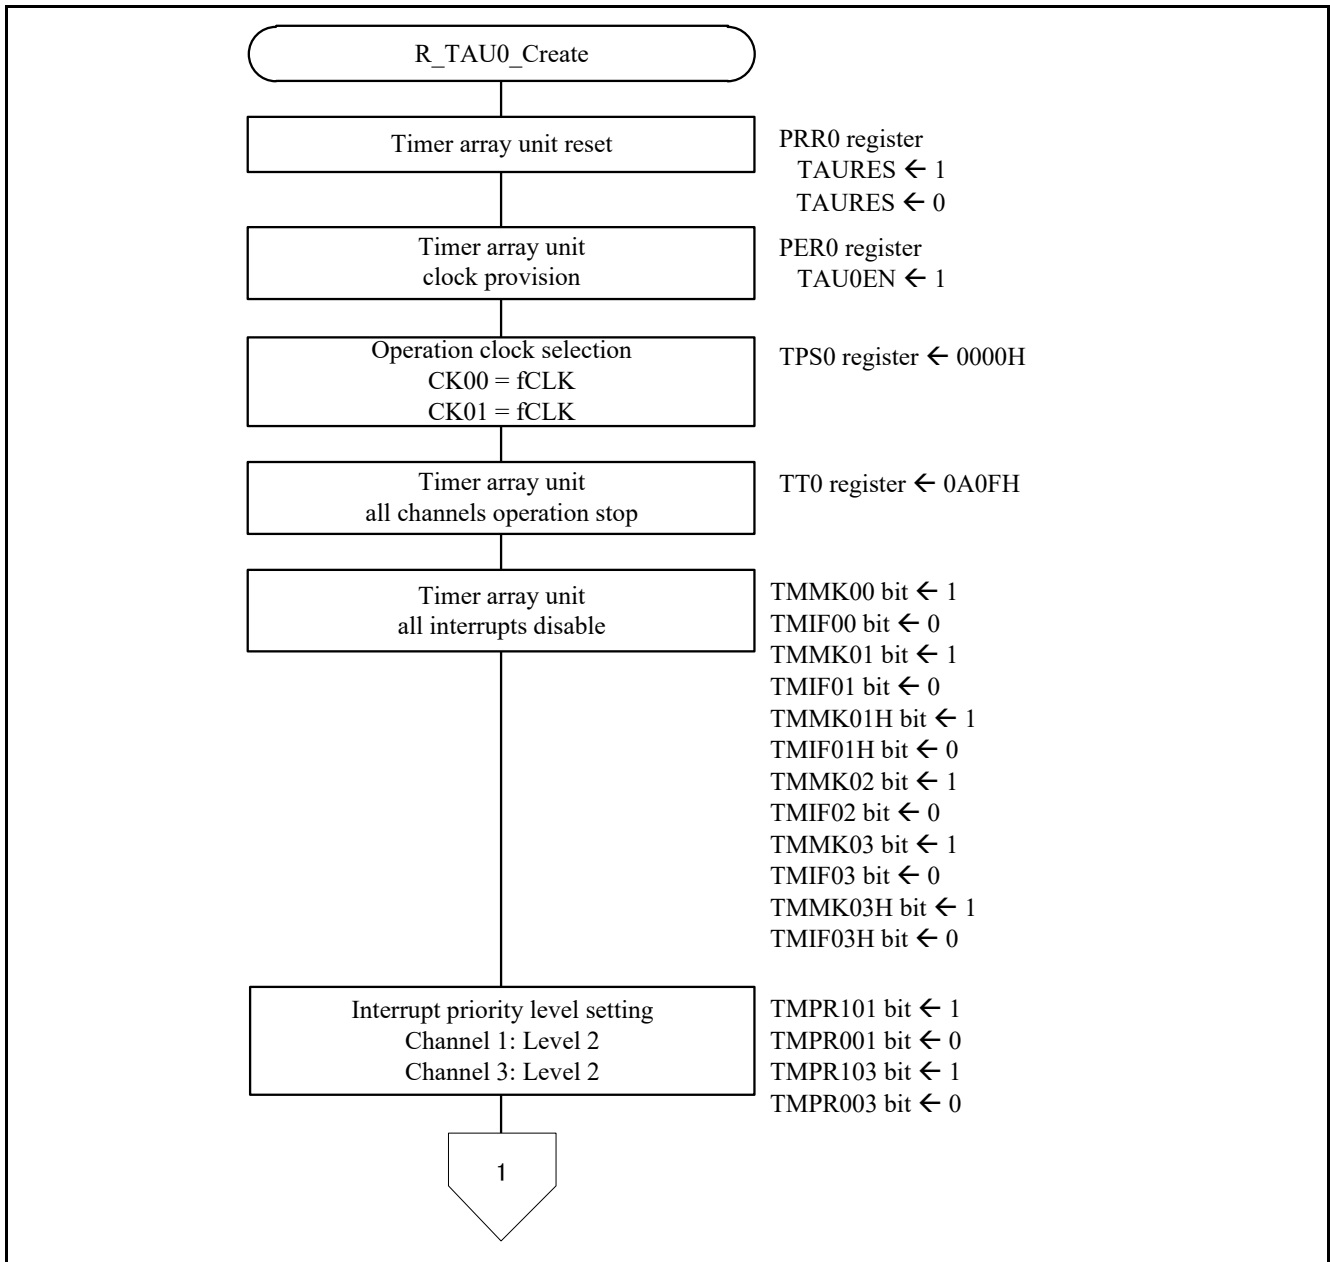 R_TAU0_Create
Timer array unit reset
PRR0 register
TAURES ← 1
TAURES ← 0
Timer array unit
clock provision
PER0 register
TAU0EN ← 1
Operation clock selection
CK00 = fCLK
CK01 = fCLK
TPS0 register ← 0000H
Timer array unit
all channels operation stop
TT0 register ← 0A0FH
Timer array unit
all interrupts disable
TMMK00 bit ← 1
TMIF00 bit ← 0
TMMK01 bit ← 1
TMIF01 bit ← 0
TMMK01H bit ← 1
TMIF01H bit ← 0
TMMK02 bit ← 1
TMIF02 bit ← 0
TMMK03 bit ← 1
TMIF03 bit ← 0
TMMK03H bit ← 1
TMIF03H bit ← 0
Interrupt priority level setting
Channel 1: Level 2
Channel 3: Level 2
TMPR101 bit ← 1
TMPR001 bit ← 0
TMPR103 bit ← 1
TMPR003 bit ← 0
1